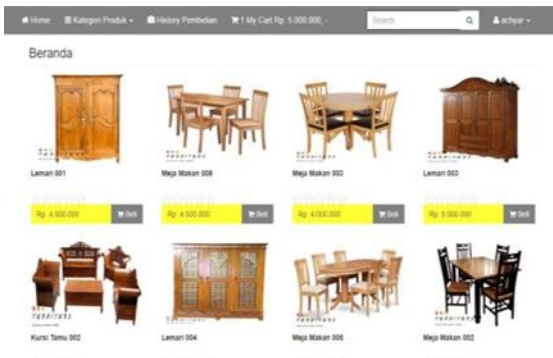 Home Kategori Produk History Pembelian 1 My Cart Rp. 5.000.000, - Search achyar
Beranda
Lemari 001 Meja Makan 008 Meja Makan 003 Lemari 003
Rp. 4.500.000 Beli Rp. 4.500.000 Beli Rp. 4.000.000 Beli Rp. 9.000.000 Beli
Kursi Tamu 002 Lemari 004 Meja Makan 006 Meja Makan 002